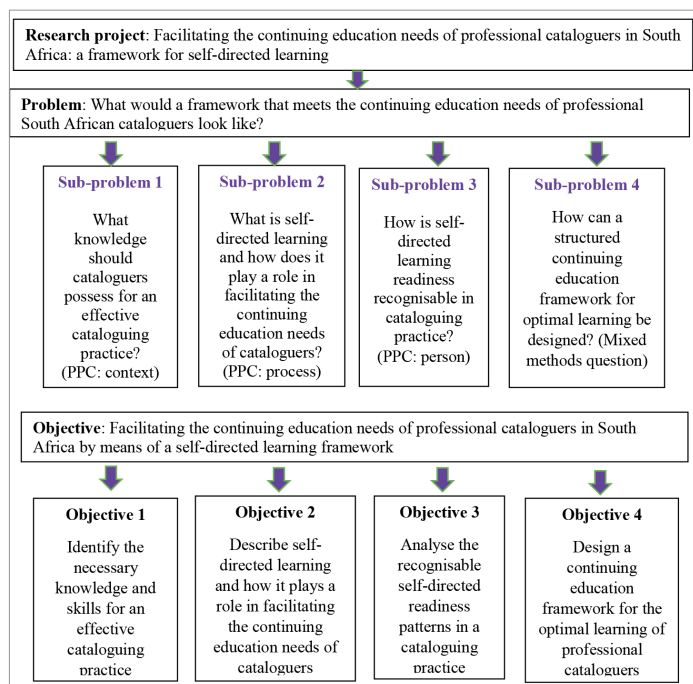 Research project: Facilitating the continuing education needs of professional cataloguers in South
Africa: a framework for self-directed learning
Problem: What would a framework that meets the continuing education needs of professional
South African cataloguers look like?
Sub-problem 1
What
knowledge
should
cataloguers
possess for an
effective
cataloguing
practice?
(PPC: context)
Sub-problem 2
What is self-
directed learning
and how does it
play a role in
facilitating the
continuing
education needs
of cataloguers?
(PPC: process)
Sub-problem 3
How is self-
directed
learning
readiness
recognisable in
cataloguing
practice?
(PPC: person)
Sub-problem 4
How can a
structured
continuing
education
framework for
optimal learning be
designed? (Mixed
methods question)
Objective: Facilitating the continuing education needs of professional cataloguers in South
Africa by means of a self-directed learning framework
Objective 1
Identify the
necessary
knowledge and
skills for an
effective
cataloguing
practice
Objective 2
Describe self-
directed learning
and how it plays a
role in facilitating
the continuing
education needs of
cataloguers
Objective 3
Analyse the
recognisable
self-directed
readiness
patterns in a
cataloguing
practice
Objective 4
Design a
continuing
education
framework for the
optimal learning of
professional
cataloguers